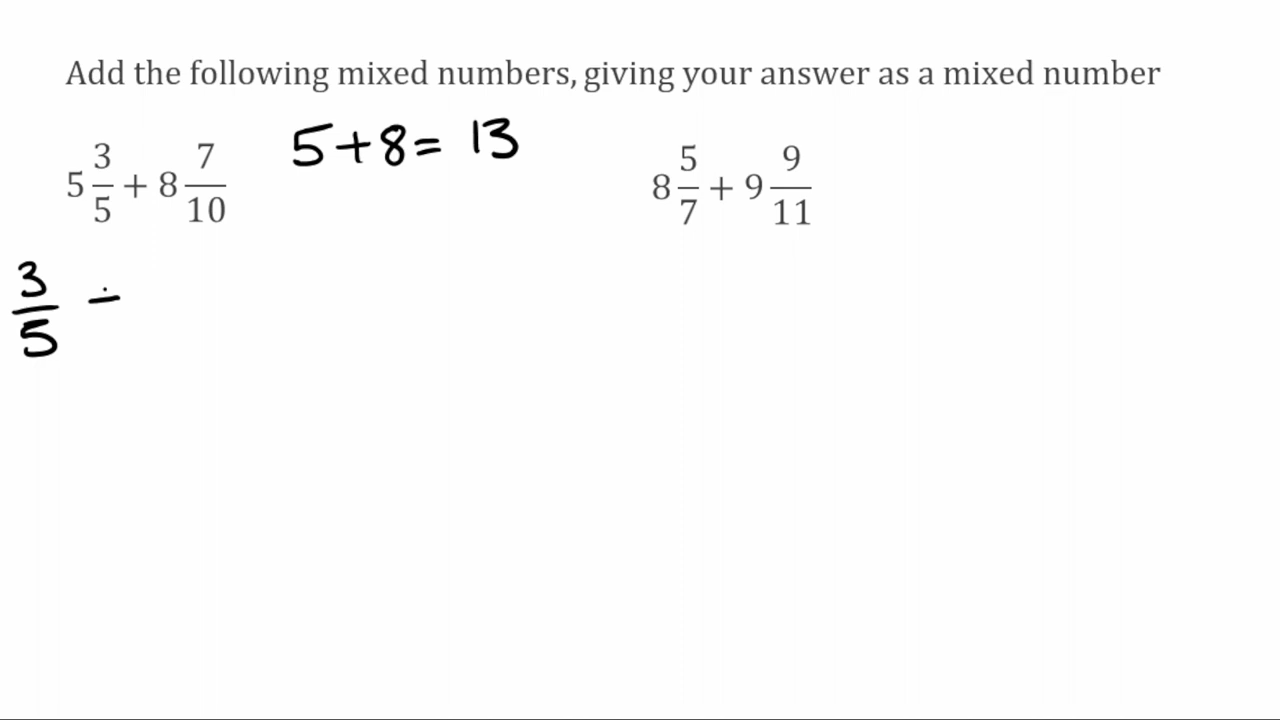 Add the following mixed numbers, giving your answer as a mixed number
5 3/5 + 8 7/10
5+8= 13
8 5/7 + 9 9/11
3/5